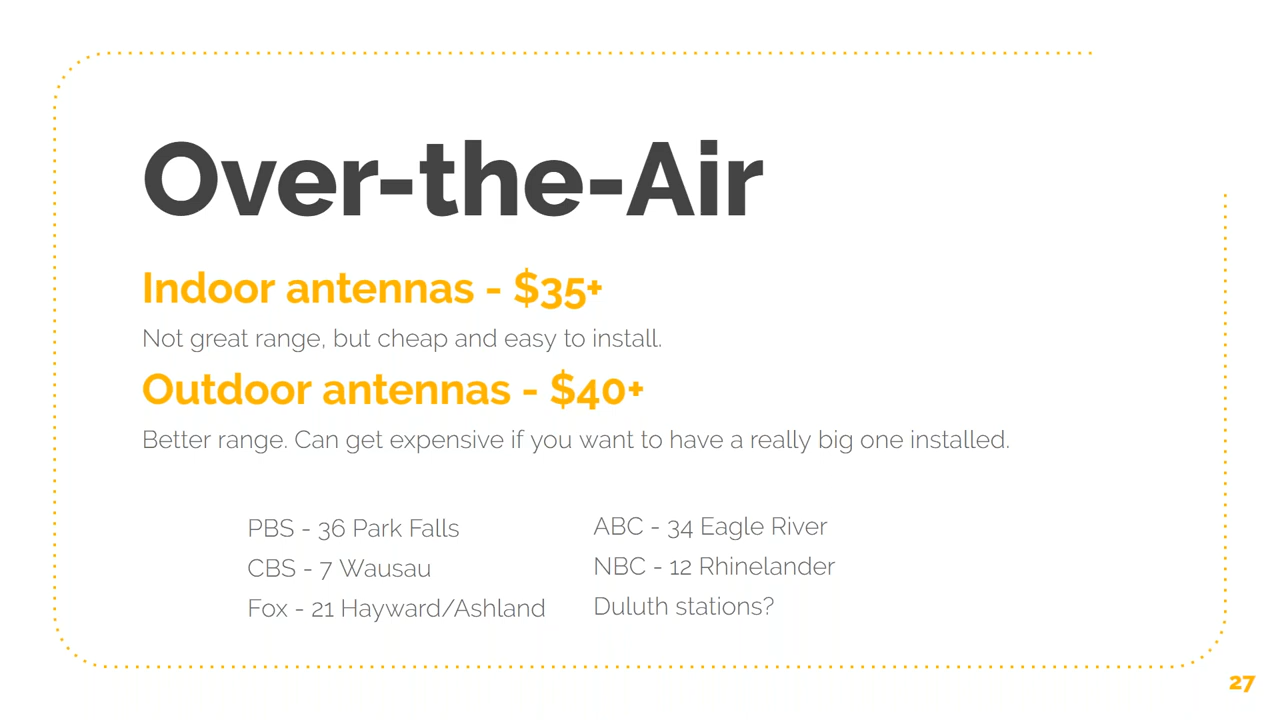 Over-the-Air
Indoor antennas - $35+
Not great range, but cheap and easy to install.
Outdoor antennas - $40+
Better range. Can get expensive if you want to have a really big one installed.
PBS - 36 Park Falls
CBS - 7 Wausau
Fox - 21 Hayward/Ashland
ABC - 34 Eagle River
NBC - 12 Rhinelander
Duluth stations?
27